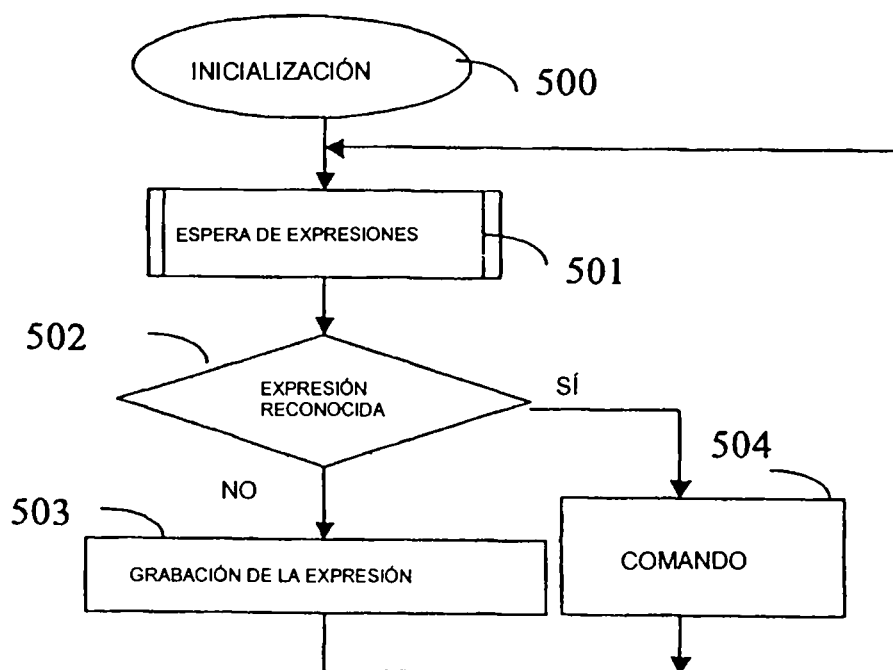 INICIALIZACIÓN
500
ESPERA DE EXPRESIONES
501
502
EXPRESIÓN
RECONOCIDA
SÍ
504
NO
503
GRABACIÓN DE LA EXPRESIÓN
COMANDO